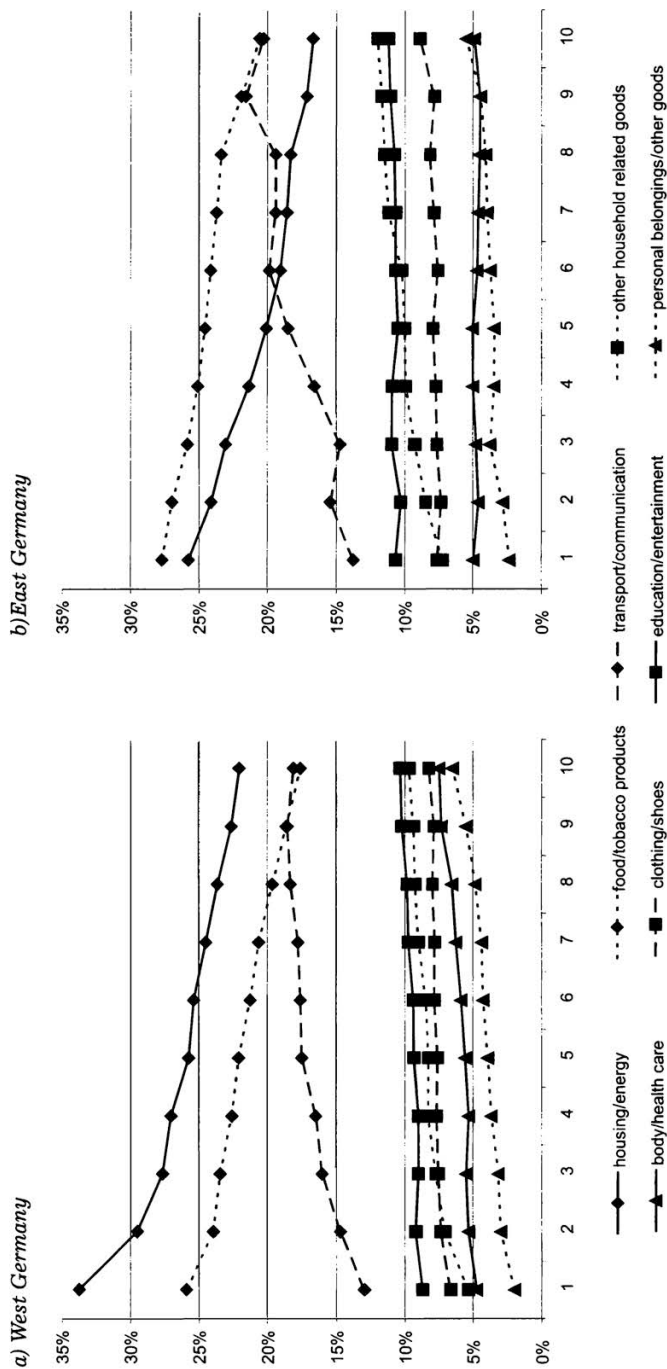 a) West Germany
35%
30%
25%
20%
15%
10%
5%
0%
1 2 3 4 5 6 7 8 9 10
b)East Germany
35%
30%
25%
20%
15%
10%
5%
0%
1 2 3 4 5 6 7 8 9 10
housing/energy food/tobacco products transport/communication other household related goods
body/health care clothing/shoes education/entertainment personal belongings/other goods